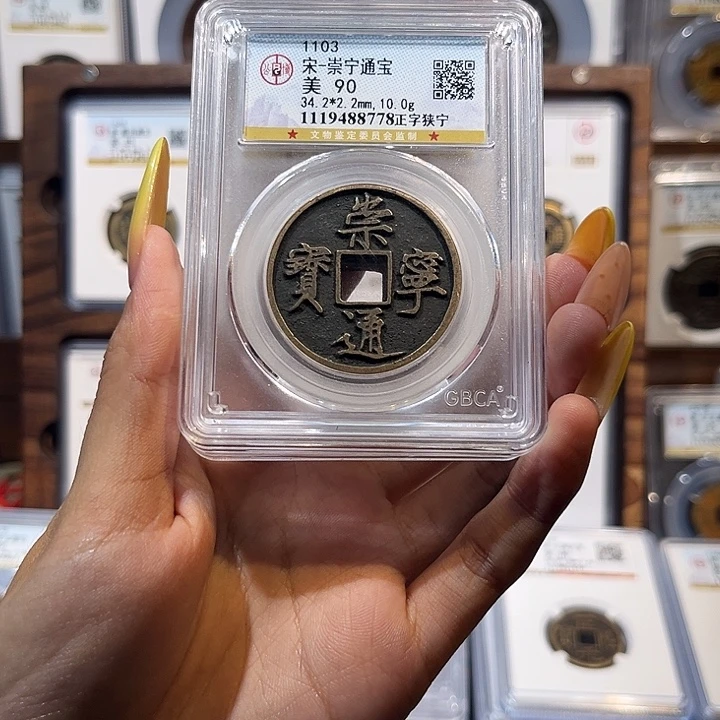 1103
宋-崇宁通宝
美 90
34.2*2.2mm, 10.0g
1119488778正字狭宁
★ 文物鉴定委员会监制 ★
崇
寶 寧
通
GBCA®